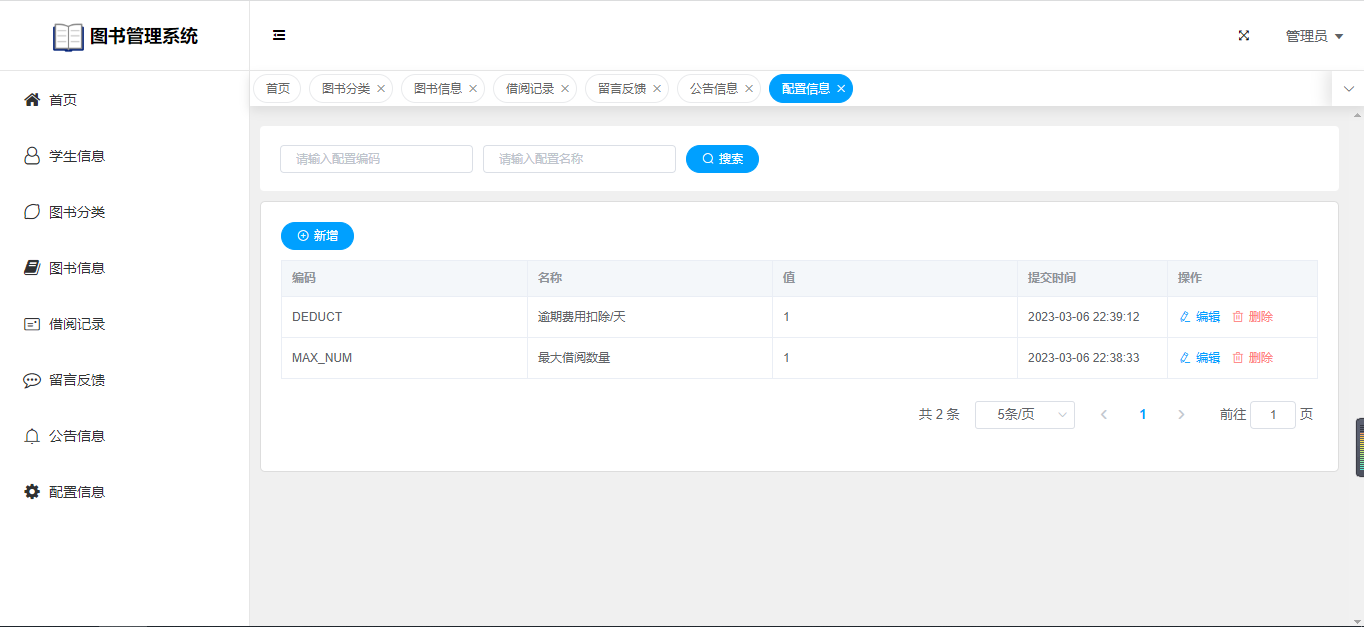 图书管理系统
管理员
首页
学生信息
图书分类
图书信息
借阅记录
留言反馈
公告信息
配置信息
首页 图书分类 图书信息 借阅记录 留言反馈 公告信息 配置信息
请输入配置编码 请输入配置名称 搜索
新增
编码 名称 值 提交时间 操作
DEDUCT 逾期费用扣除/天 1 2023-03-06 22:39:12 编辑 删除
MAX_NUM 最大借阅数量 1 2023-03-06 22:38:33 编辑 删除
共 2 条 5条/页 1 前往 1 页